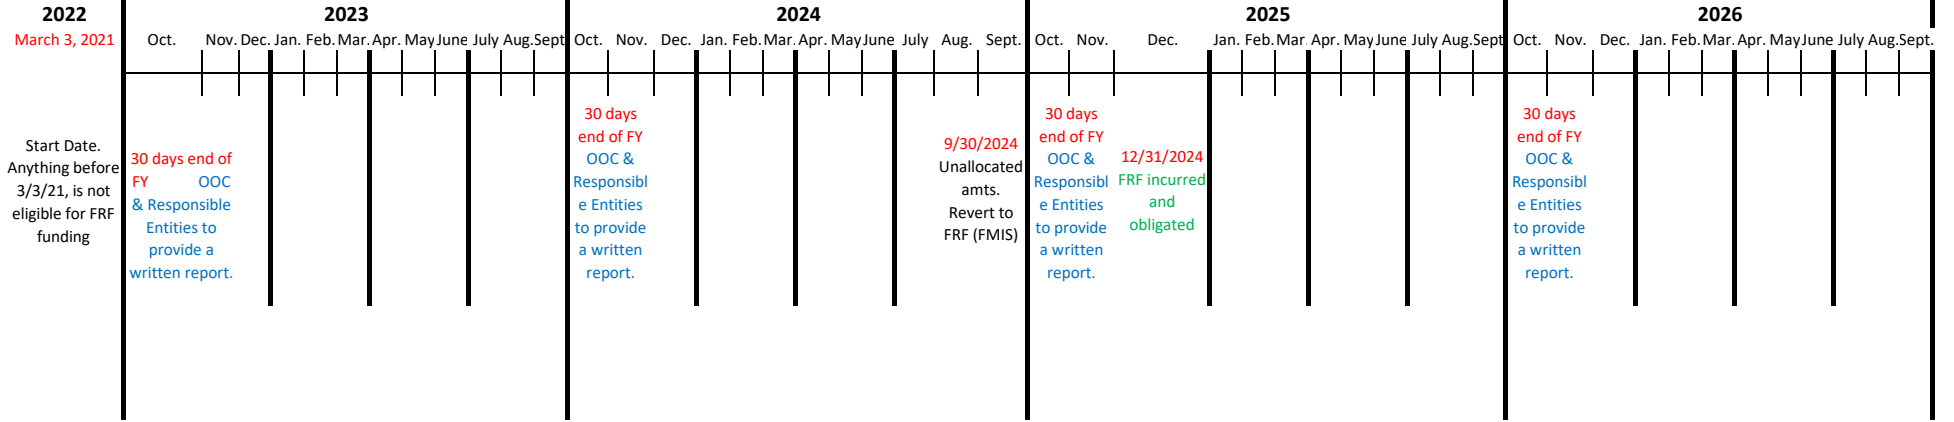 2022 2023 2024 2025 2026
March 3, 2021 Oct. Nov. Dec. Jan. Feb. Mar. Apr. May June July Aug. Sept Oct. Nov. Dec. Jan. Feb. Mar. Apr. May June July Aug. Sept. Oct. Nov. Dec. Jan. Feb. Mar. Apr. May June July Aug. Sept Oct. Nov. Dec. Jan. Feb. Mar. Apr. May June July Aug. Sept.
Start Date.
Anything before
3/3/21, is not
eligible for FRF
funding
30 days end of
FY OOC
& Responsible
Entities to
provide a
written report.
30 days
end of FY
OOC &
Responsibl
e Entities
to provide
a written
report.
9/30/2024
Unallocated
amts.
Revert to
FRF (FMIS)
30 days
end of FY
OOC &
Responsibl
e Entities
to provide
a written
report.
12/31/2024
FRF incurred
and
obligated
30 days
end of FY
OOC &
Responsibl
e Entities
to provide
a written
report.